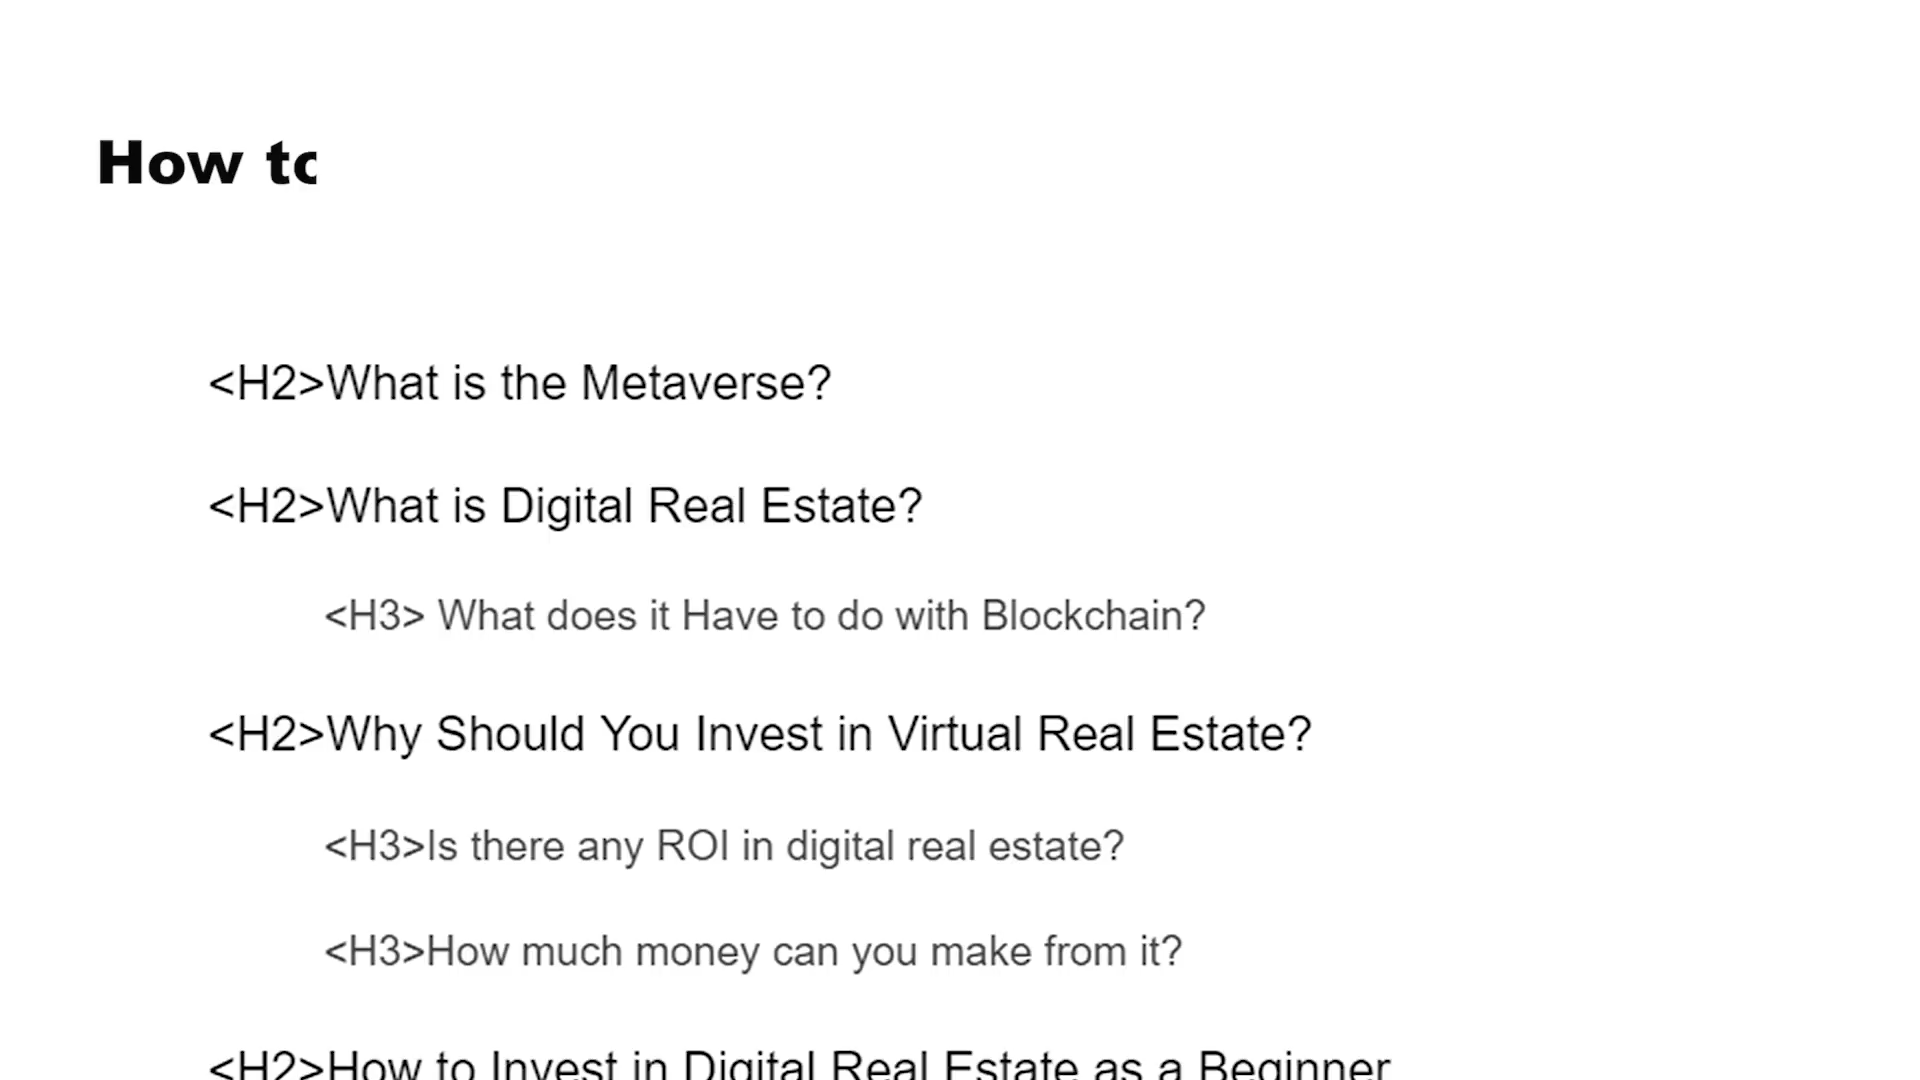 How to
<H2>What is the Metaverse?
<H2>What is Digital Real Estate?
<H3> What does it Have to do with Blockchain?
<H2>Why Should You Invest in Virtual Real Estate?
<H3>Is there any ROI in digital real estate?
<H3>How much money can you make from it?
<H2>How to Invest in Digital Real Estate as a Beginner